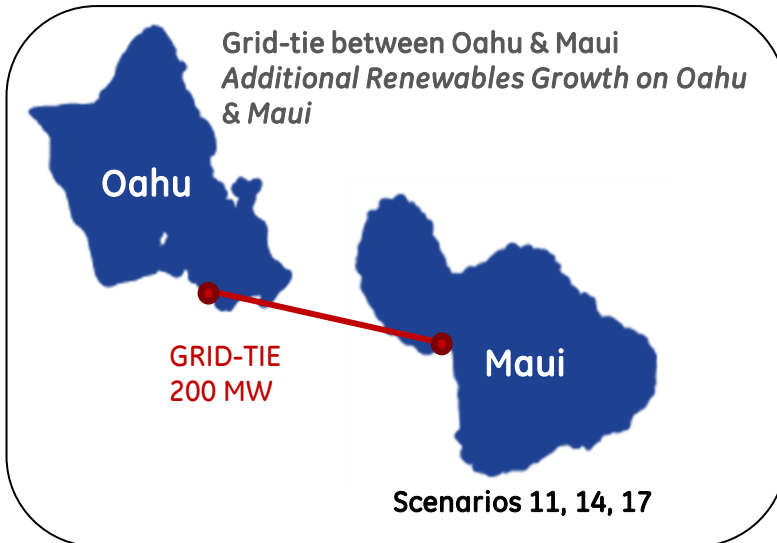 Grid-tie between Oahu & Maui
Additional Renewables Growth on Oahu
& Maui
Oahu
GRID-TIE
200 MW
Maui
Scenarios 11, 14, 17